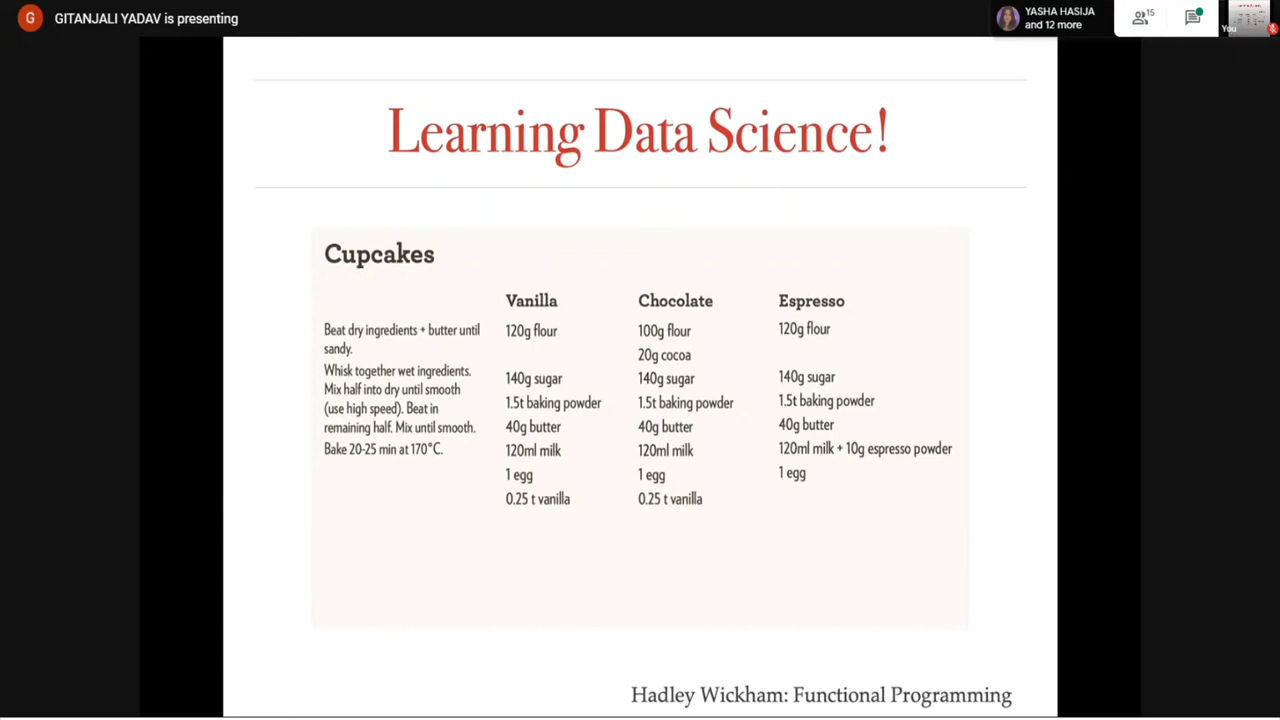 G GITANJALI YADAV is presenting
YASHA HASIJA
and 12 more
15
You
Learning Data Science!
Cupcakes
Beat dry ingredients + butter until
sandy.
Whisk together wet ingredients.
Mix half into dry until smooth
(use high speed). Beat in
remaining half. Mix until smooth.
Bake 20-25 min at 170°C.
Vanilla
120g flour
140g sugar
1.5t baking powder
40g butter
120ml milk
1 egg
0.25 t vanilla
Chocolate
100g flour
20g cocoa
140g sugar
1.5t baking powder
40g butter
120ml milk
1 egg
0.25 t vanilla
Espresso
120g flour
140g sugar
1.5t baking powder
40g butter
120ml milk + 10g espresso powder
1 egg
Hadley Wickham: Functional Programming